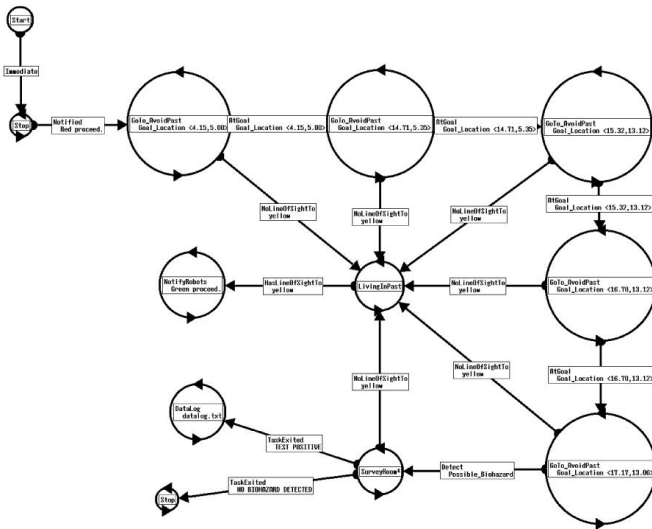 Start
Immediate
Stop
Notified
Red proceed.
GoTo_AvoidPast
Goal_Location <4.15,5.00>
AtGoal
Goal_Location <4.15,5.00>
GoTo_AvoidPast
Goal_Location <14.71,5.35>
AtGoal
Goal_Location <14.71,5.35>
GoTo_AvoidPast
Goal_Location <15.32,13.12>
NoLineOfSightTo
yellow
NoLineOfSightTo
yellow
NoLineOfSightTo
yellow
AtGoal
Goal_Location <15.32,13.12>
NotifyRobots
Green proceed.
HasLineOfSightTo
yellow
LivingInPast
NoLineOfSightTo
yellow
GoTo_AvoidPast
Goal_Location <16.70,13.12>
NoLineOfSightTo
yellow
NoLineOfSightTo
yellow
AtGoal
Goal_Location <16.70,13.12>
DataLog
datalog.txt
TaskExited
TEST POSITIVE
SurveyRoom*
Detect
Possible_Biohazard
GoTo_AvoidPast
Goal_Location <17.17,13.06>
TaskExited
NO BIOHAZARD DETECTED
Stop